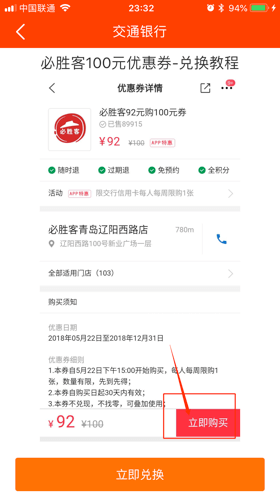 中国联通 23:32 94%
交通银行
必胜客100元优惠券-兑换教程
优惠券详情
必胜客
必胜客92元购100元券
已售89915
¥92 ¥100 APP特惠
随时退 过期退 免预约 全积分
活动 APP特惠 限交行信用卡每人每周限购1张
必胜客青岛辽阳西路店 780m
辽阳西路100号新业广场一层
全部适用门店（103）
购买须知
优惠日期
2018年05月22日至2018年12月31日
优惠券细则
1.本券自5月22日下午15:00开始购买，每人每周限购1
张，数量有限，先到先得；
2.本券自购买日起30天内有效；
3.本券不兑现，不找零，可叠加使用；
¥92 ¥100 立即购买
立即兑换